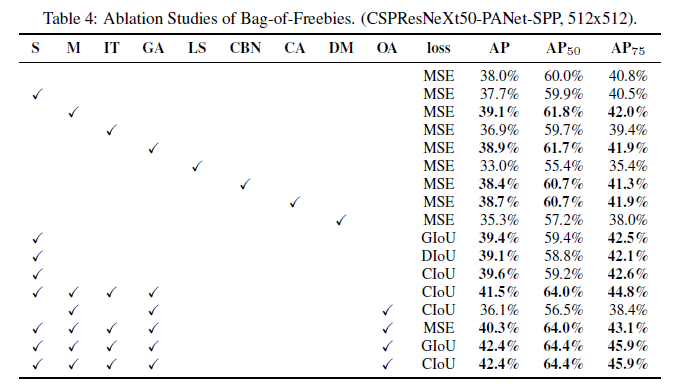 Table 4: Ablation Studies of Bag-of-Freebies. (CSPResNeXt50-PANet-SPP, 512x512).
S M IT GA LS CBN CA DM OA loss AP AP50 AP75
MSE 38.0% 60.0% 40.8%
✓ MSE 37.7% 59.9% 40.5%
✓ MSE 39.1% 61.8% 42.0%
✓ MSE 36.9% 59.7% 39.4%
✓ MSE 38.9% 61.7% 41.9%
✓ MSE 33.0% 55.4% 35.4%
✓ MSE 38.4% 60.7% 41.3%
✓ MSE 38.7% 60.7% 41.9%
✓ MSE 35.3% 57.2% 38.0%
✓ GIoU 39.4% 59.4% 42.5%
✓ DIoU 39.1% 58.8% 42.1%
✓ CIoU 39.6% 59.2% 42.6%
✓ ✓ ✓ ✓ CIoU 41.5% 64.0% 44.8%
✓ ✓ ✓ CIoU 36.1% 56.5% 38.4%
✓ ✓ ✓ ✓ ✓ MSE 40.3% 64.0% 43.1%
✓ ✓ ✓ ✓ ✓ GIoU 42.4% 64.4% 45.9%
✓ ✓ ✓ ✓ ✓ CIoU 42.4% 64.4% 45.9%